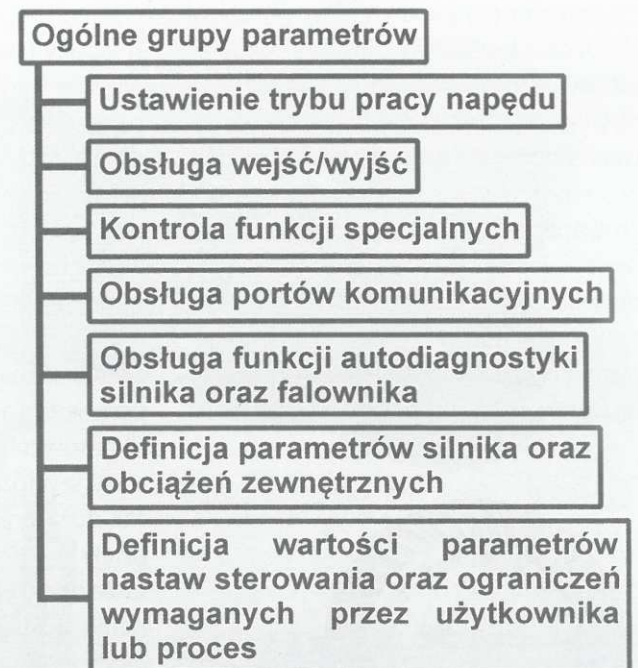 Ogólne grupy parametrów
Ustawienie trybu pracy napędu
Obsługa wejść/wyjść
Kontrola funkcji specjalnych
Obsługa portów komunikacyjnych
Obsługa funkcji autodiagnostyki
silnika oraz falownika
Definicja parametrów silnika oraz
obciążeń zewnętrznych
Definicja wartości parametrów
nastaw sterowania oraz ograniczeń
wymaganych przez użytkownika
lub proces